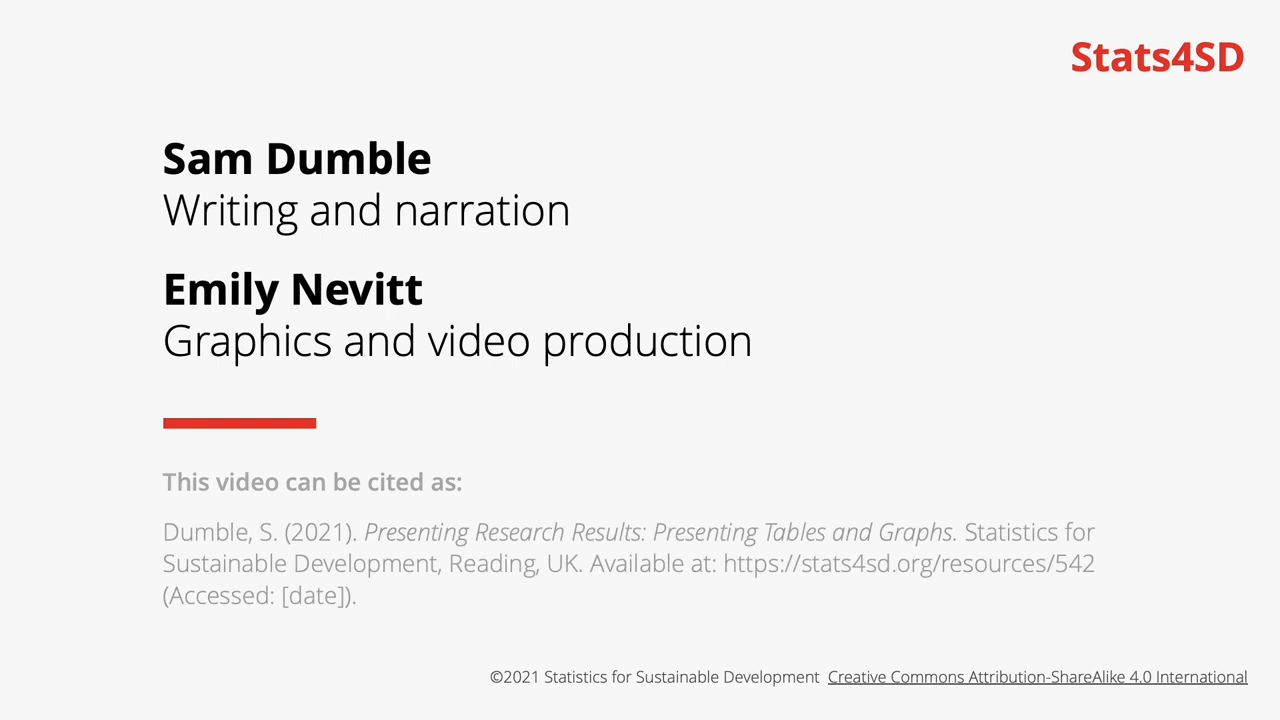 Stats4SD
Sam Dumble
Writing and narration
Emily Nevitt
Graphics and video production
This video can be cited as:
Dumble, S. (2021). Presenting Research Results: Presenting Tables and Graphs. Statistics for
Sustainable Development, Reading, UK. Available at: https://stats4sd.org/resources/542
(Accessed: [date]).
©2021 Statistics for Sustainable Development Creative Commons Attribution-ShareAlike 4.0 International